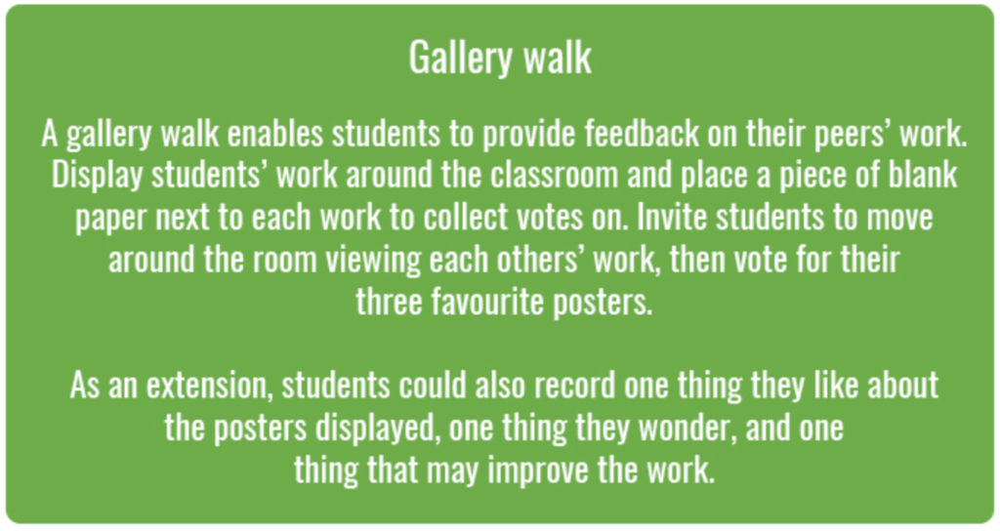 Gallery walk
A gallery walk enables students to provide feedback on their peers’ work.
Display students’ work around the classroom and place a piece of blank
paper next to each work to collect votes on. Invite students to move
around the room viewing each others’ work, then vote for their
three favourite posters.
As an extension, students could also record one thing they like about
the posters displayed, one thing they wonder, and one
thing that may improve the work.